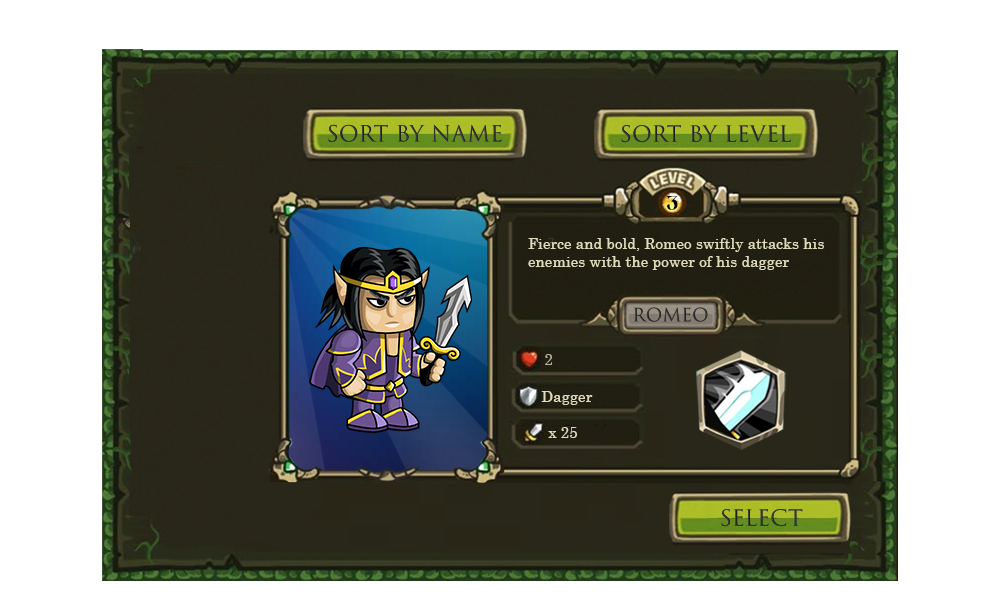 SORT BY NAME
SORT BY LEVEL
LEVEL
3
Fierce and bold, Romeo swiftly attacks his
enemies with the power of his dagger
ROMEO
2
Dagger
x 25
SELECT